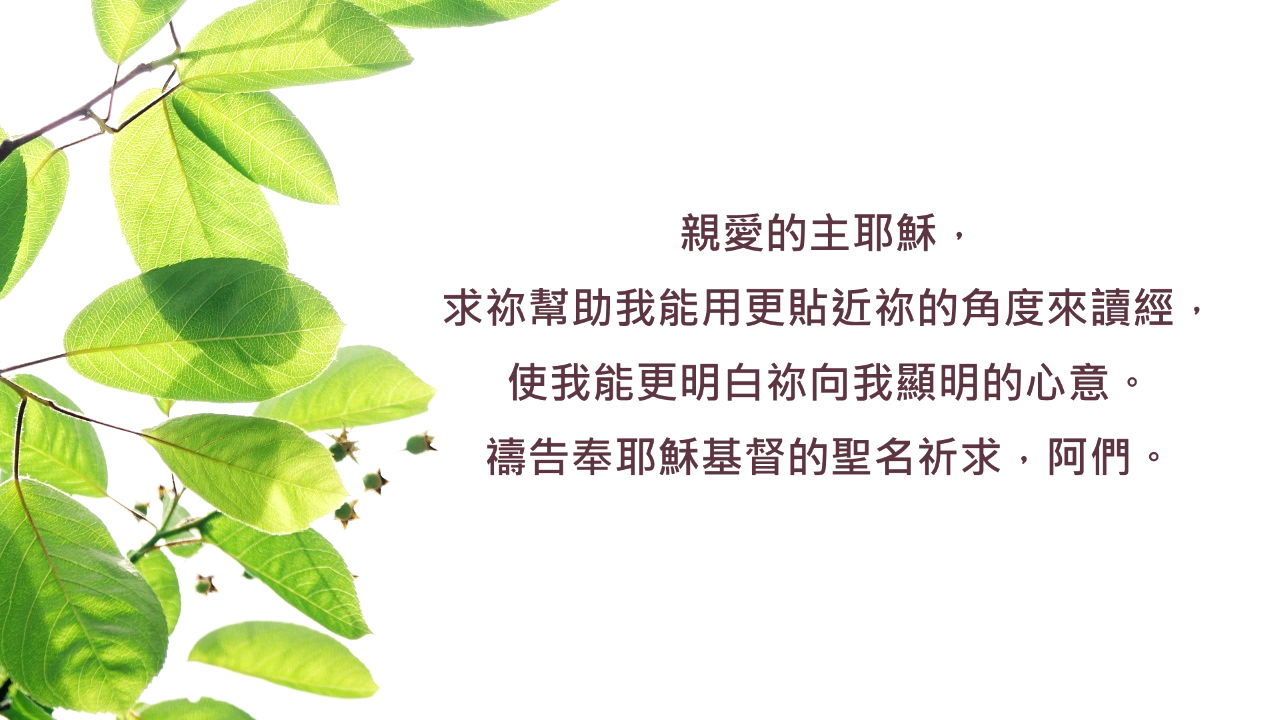 親愛的主耶穌，
求祢幫助我能用更貼近祢的角度來讀經，
使我能更明白祢向我顯明的心意。
禱告奉耶穌基督的聖名祈求，阿們。